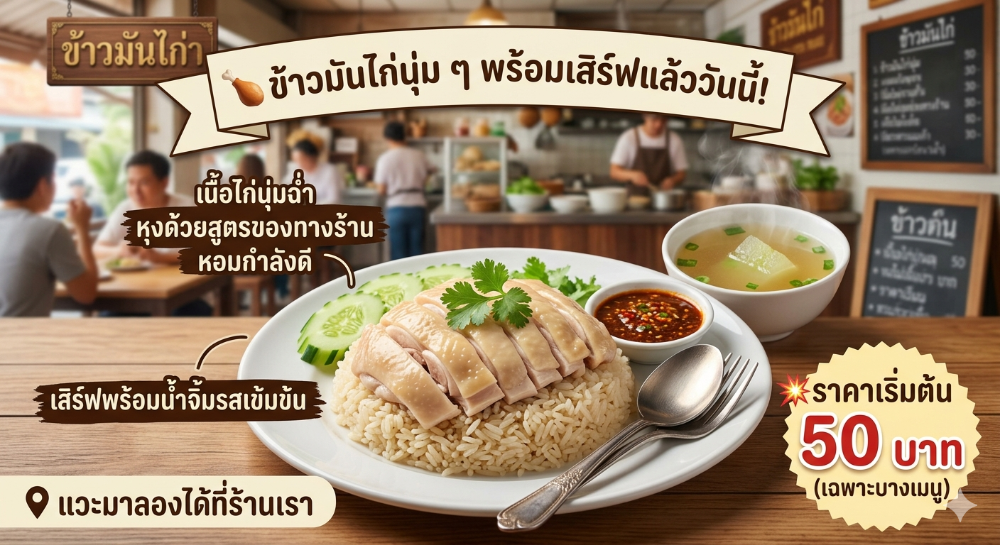 ข้าวมันไก่า
🍗 ข้าวมันไก่นุ่ม ๆ พร้อมเสิร์ฟแล้ววันนี้!
ข้าวมันไก่
ข้าวมันไก่
เนื้อไก่นุ่มฉ่ำ
หุงด้วยสูตรของทางร้าน
หอมกำลังดี
50
เสิร์ฟพร้อมน้ำจิ้มรสเข้มข้น
💥ราคาเริ่มต้น
50 บาท
(เฉพาะบางเมนู)
แวะมาลองได้ที่ร้านเรา